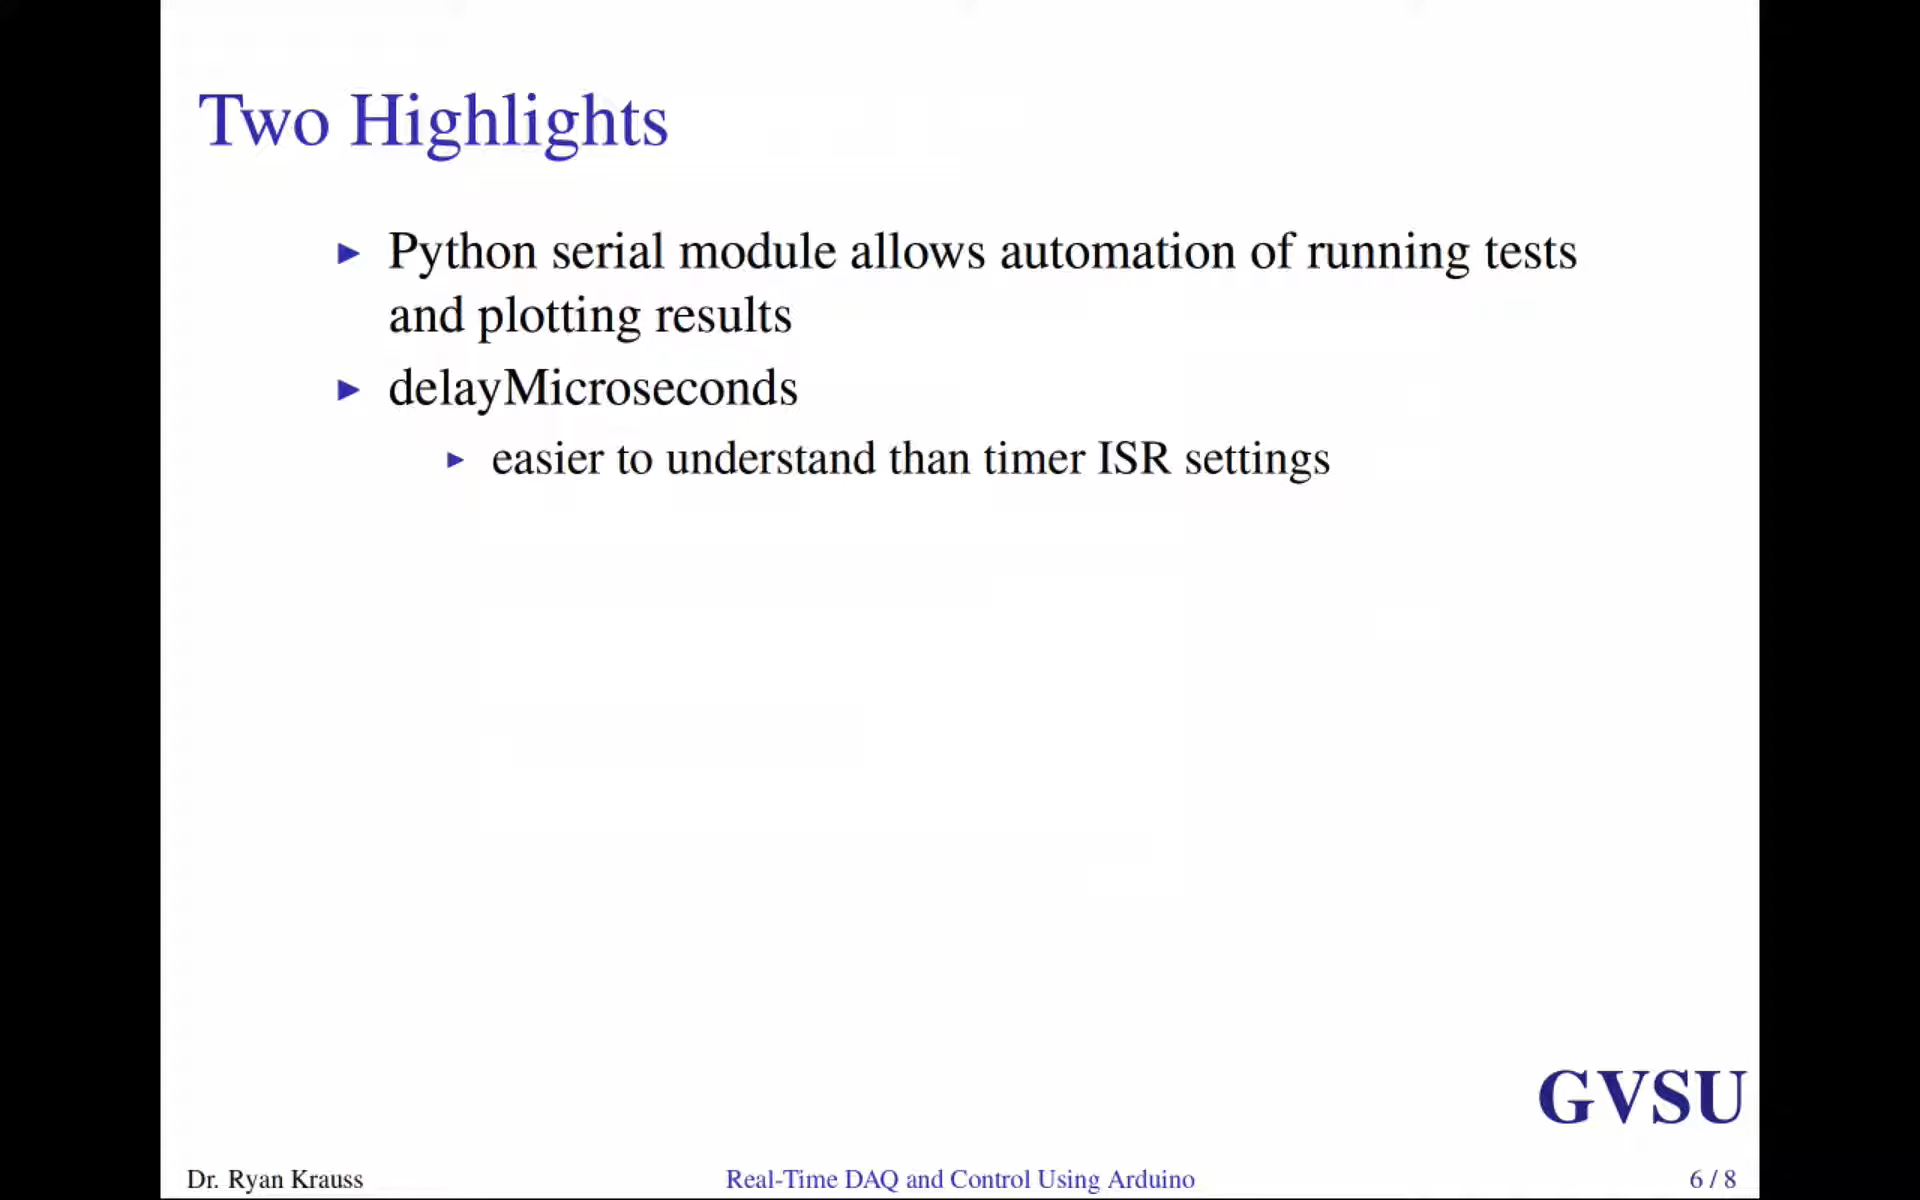 Two Highlights
Python serial module allows automation of running tests
and plotting results
delayMicroseconds
easier to understand than timer ISR settings
GVSU
Dr. Ryan Krauss
Real-Time DAQ and Control Using Arduino
6 / 8